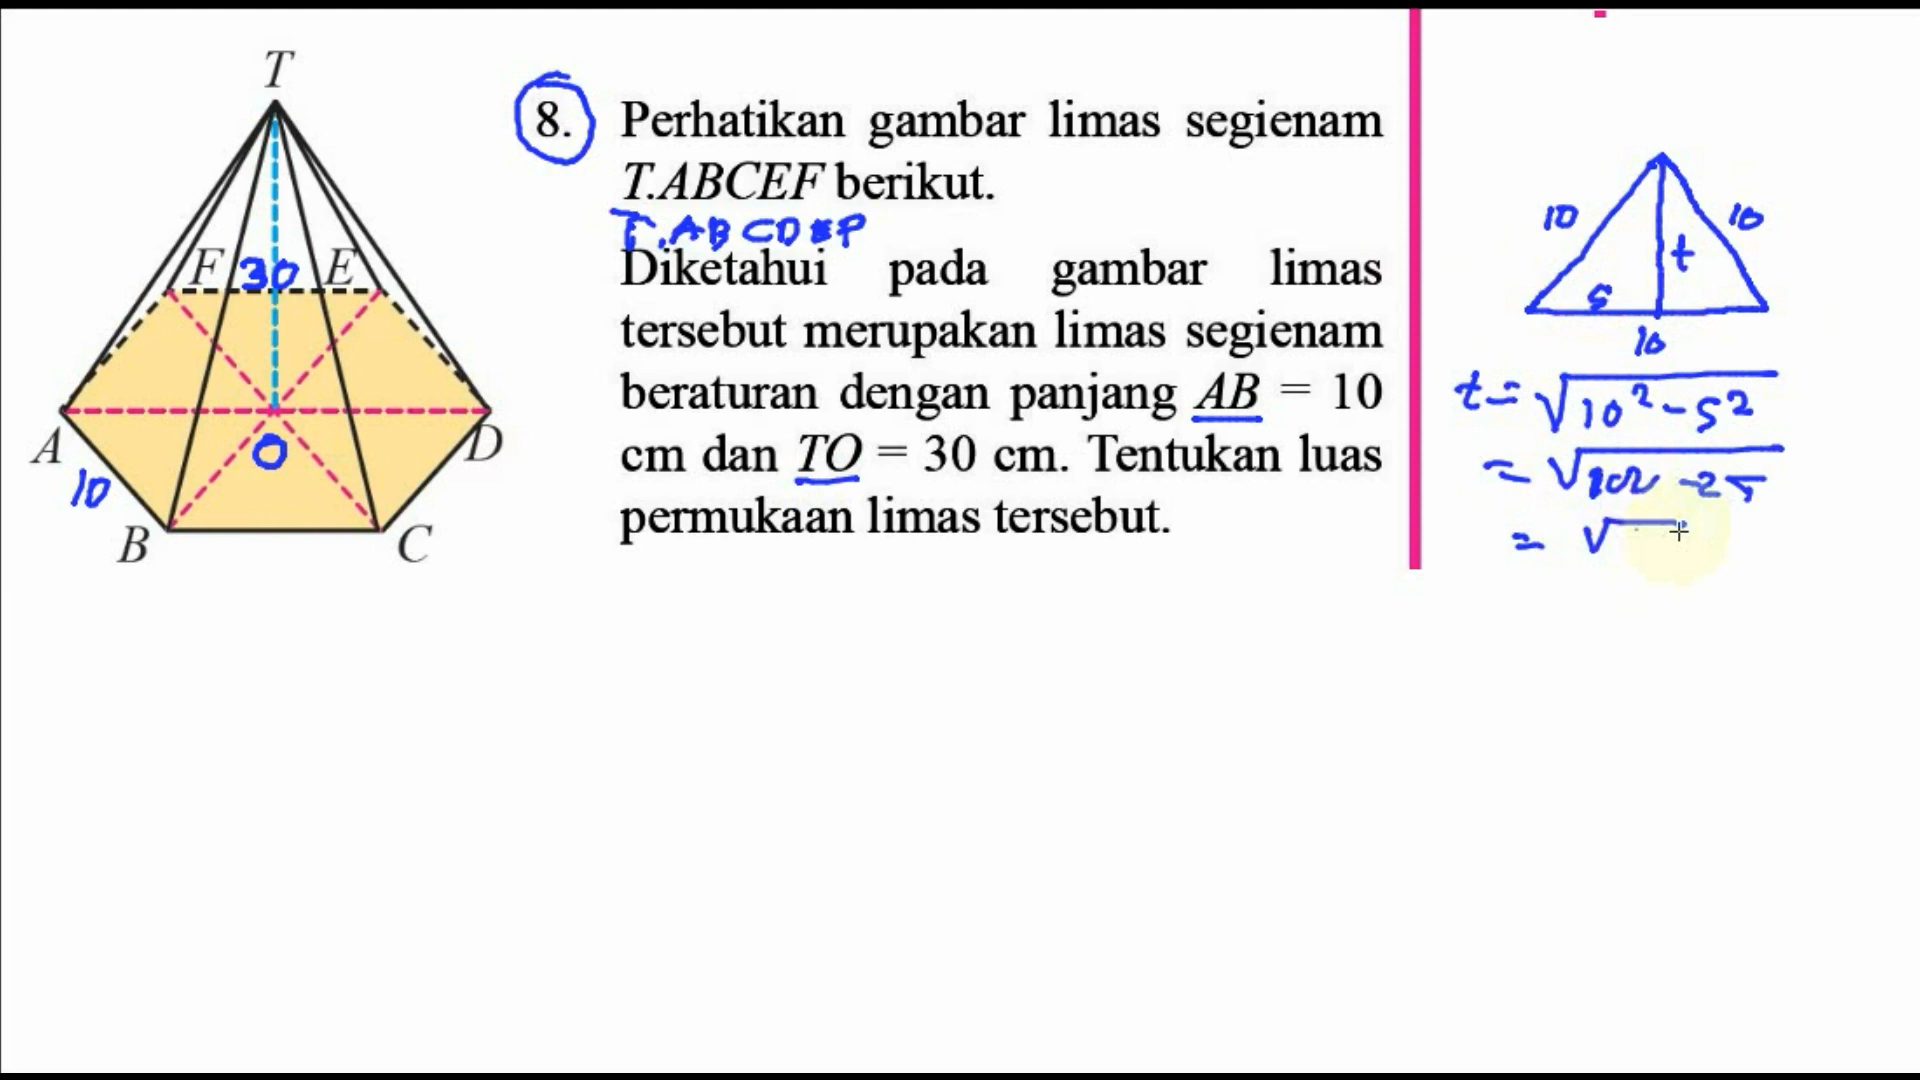 T
8. Perhatikan gambar limas segienam
T.ABCEF berikut.
T.ABCDEF
Diketahui pada gambar limas
tersebut merupakan limas segienam
beraturan dengan panjang AB = 10
cm dan TO = 30 cm. Tentukan luas
permukaan limas tersebut.
F 30 E
A O D
10
B C
10 10
t
5
10
t = √10² - 5²
= √100 - 25
= √